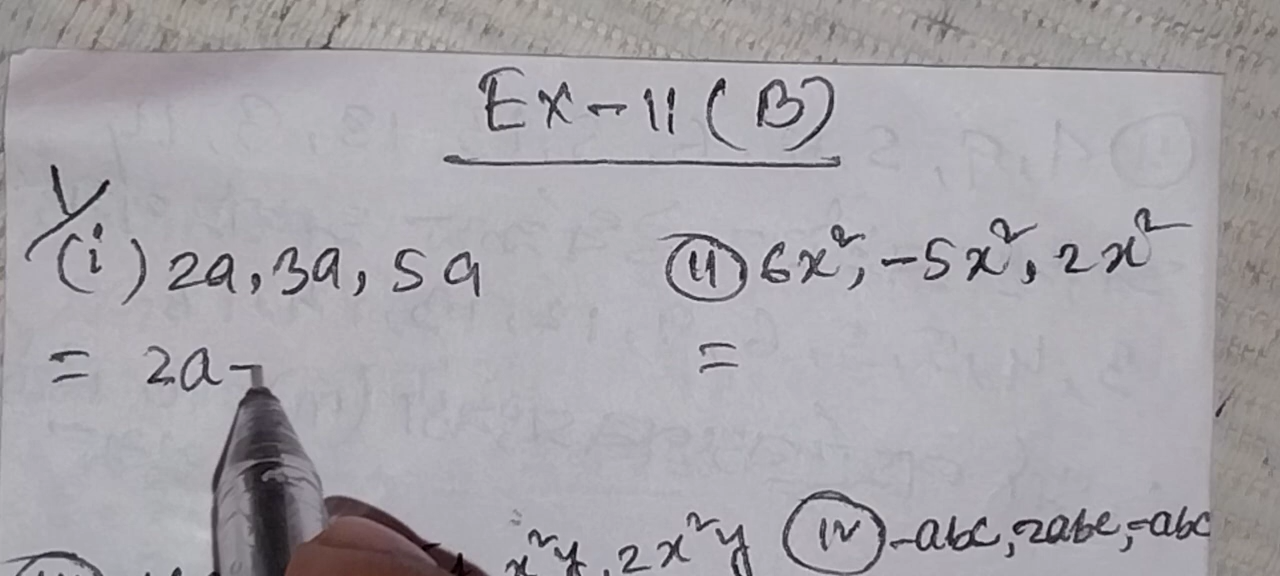 Ex-11 (B)
1/
(i) 2a, 3a, 5a
(ii) 6x², -5x², 2x²
= 2a -
=
x²y, 2x²y
(iv) -abc, 2abc, -abc